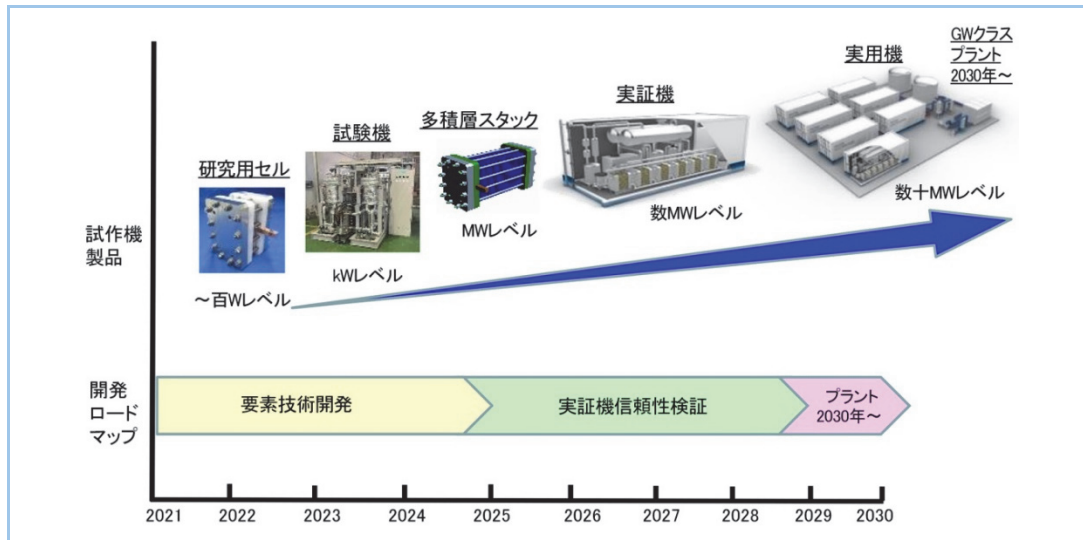 GWクラス
プラント
2030年～
実用機
実証機
多積層スタック
試験機
研究用セル
数十MWレベル
数MWレベル
MWレベル
kWレベル
～百Wレベル
試作機
製品
開発
ロード
マップ
要素技術開発
実証機信頼性検証
プラント
2030年～
2021 2022 2023 2024 2025 2026 2027 2028 2029 2030